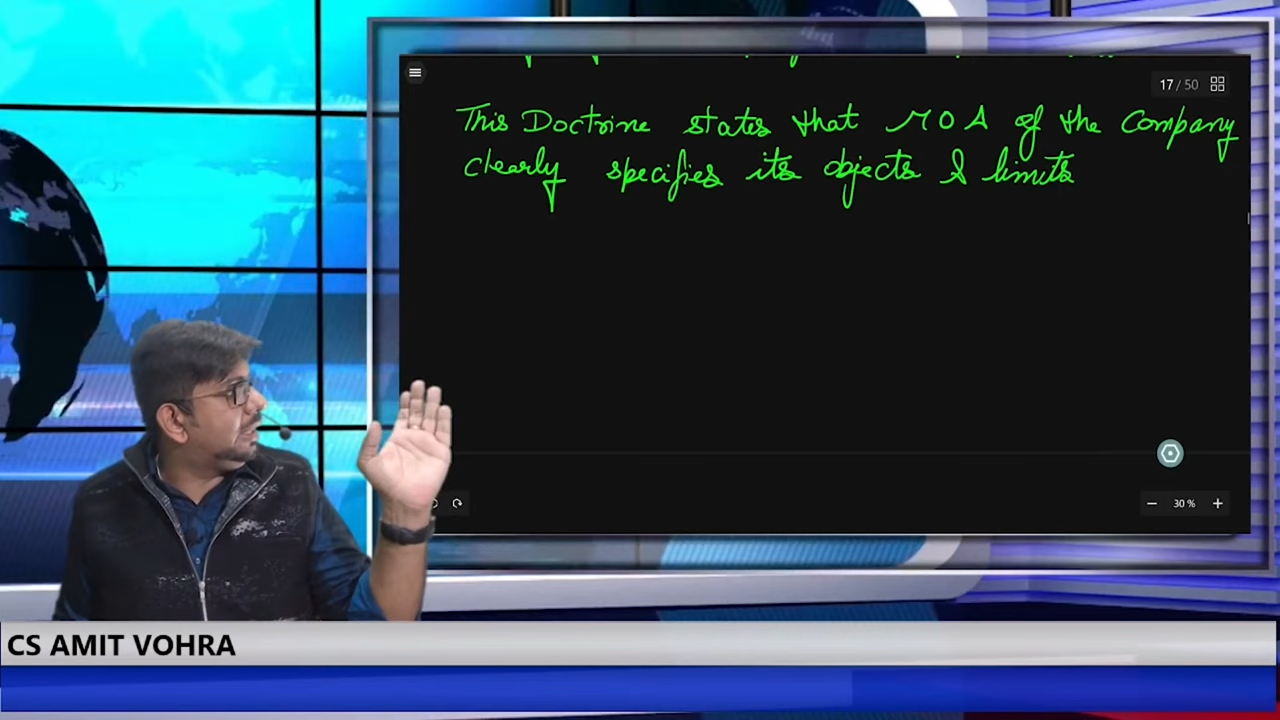 17 / 50
This Doctrine states that MOA of the Company
clearly specifies its objects & limits
30 %
CS AMIT VOHRA